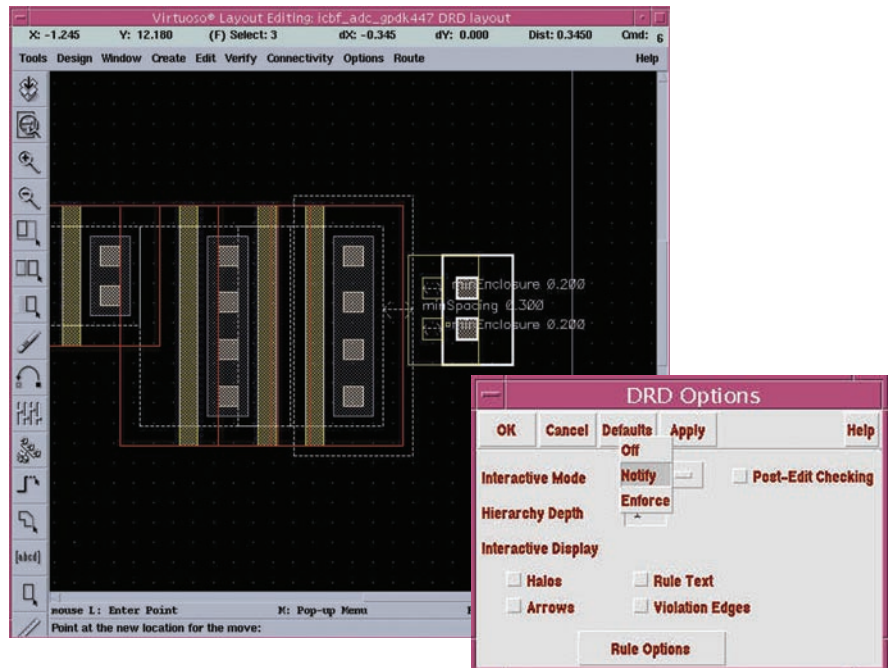 Virtuoso® Layout Editing: icbf_adc_gpdk447 DRD layout
X: -1.245 Y: 12.180 (F) Select: 3 dX: -0.345 dY: 0.000 Dist: 0.3450 Cmd: 6
Tools Design Window Create Edit Verify Connectivity Options Route Help
minEnclosure 0.200
minSpacing 0.300
minEnclosure 0.200
[abcd]
mouse L: Enter Point M: Pop-up Menu
Point at the new location for the move:
DRD Options
OK Cancel Defaults Apply Help
Off
Interactive Mode Notify Post-Edit Checking
Enforce
Hierarchy Depth
Interactive Display
Halos Rule Text
Arrows Violation Edges
Rule Options